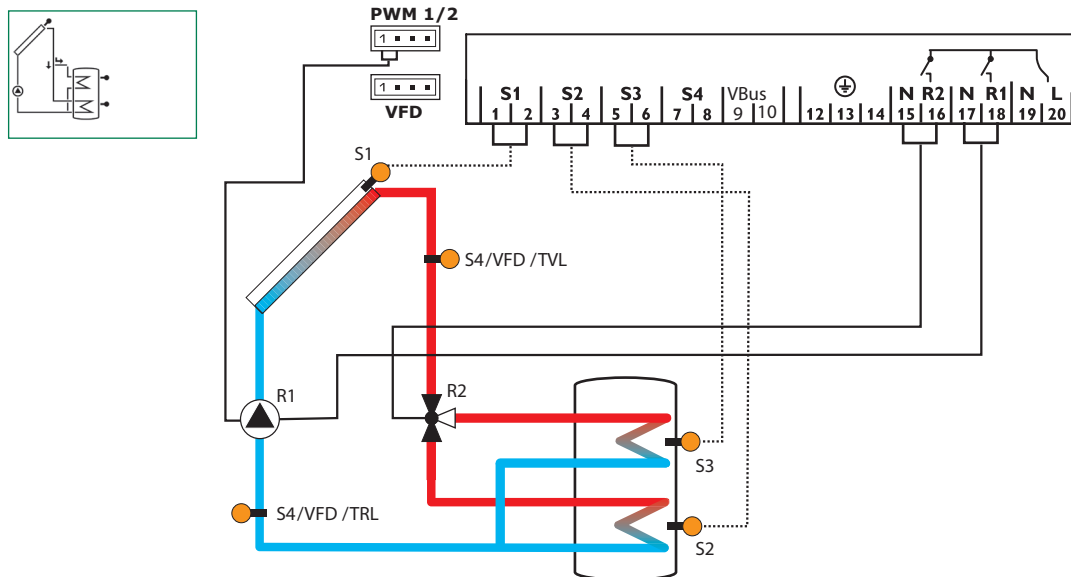 PWM 1/2
1
1
VFD
S1 S2 S3 S4 VBus N R2 N R1 N L
1 2 3 4 5 6 7 8 9 10 12 13 14 15 16 17 18 19 20
S1
S4/VFD /TVL
R1
R2
S3
S4/VFD /TRL
S2